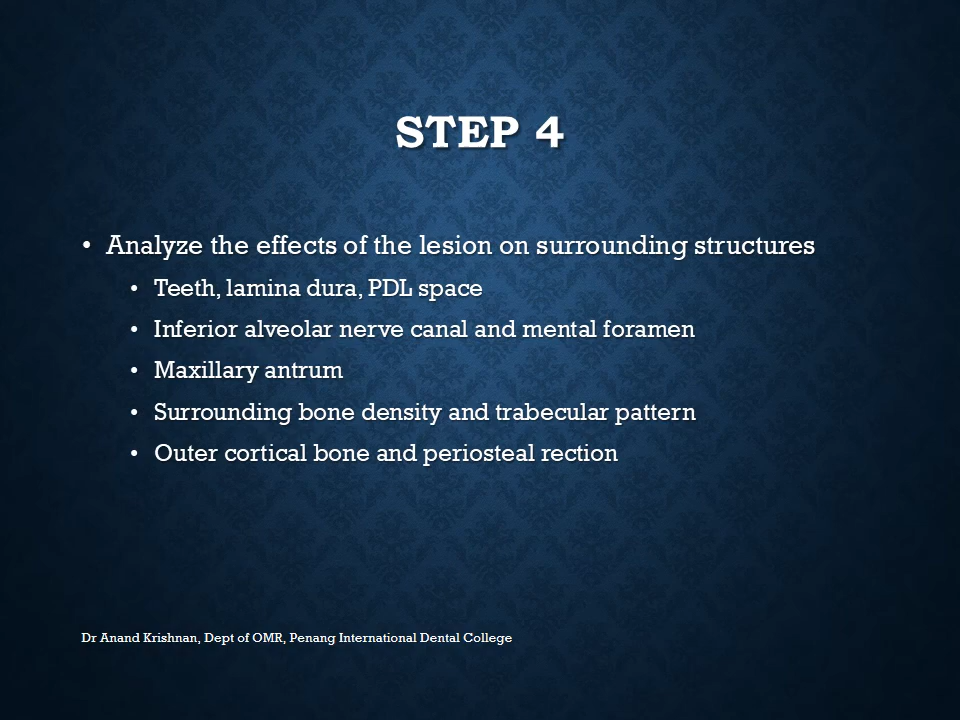 STEP 4
• Analyze the effects of the lesion on surrounding structures
• Teeth, lamina dura, PDL space
• Inferior alveolar nerve canal and mental foramen
• Maxillary antrum
• Surrounding bone density and trabecular pattern
• Outer cortical bone and periosteal rection
Dr Anand Krishnan, Dept of OMR, Penang International Dental College